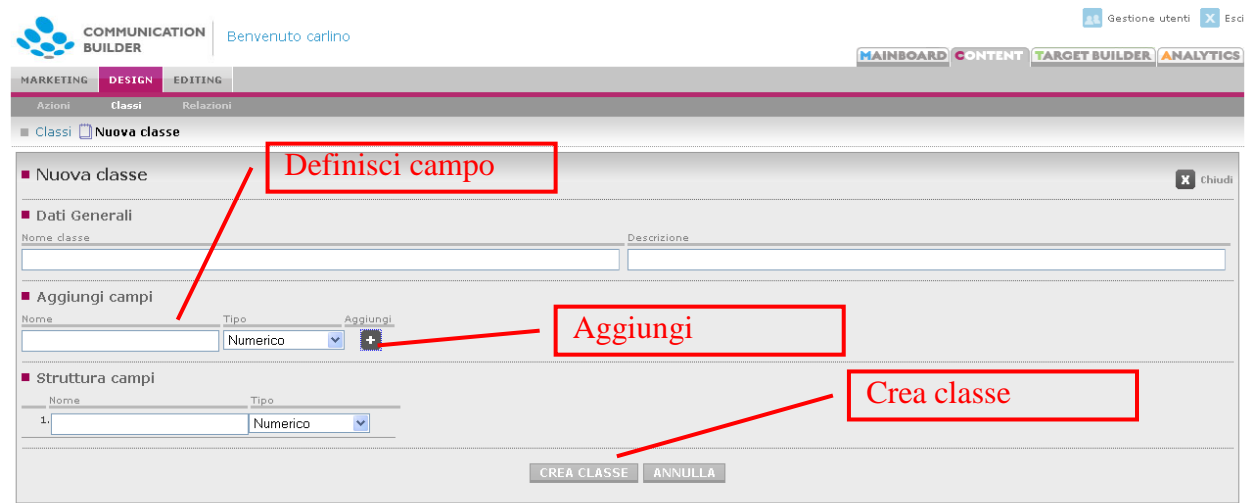 COMMUNICATION
BUILDER
Benvenuto carlino
Gestione utenti X Esci
MAINBOARD CONTENT TARGET BUILDER ANALYTICS
MARKETING DESIGN EDITING
Azioni Classi Relazioni
Classi Nuova classe
Definisci campo
Nuova classe
X Chiudi
Dati Generali
Nome classe Descrizione
Aggiungi campi
Nome Tipo Aggiungi
Numerico +
Aggiungi
Struttura campi
Nome Tipo
1. Numerico
Crea classe
CREA CLASSE ANNULLA